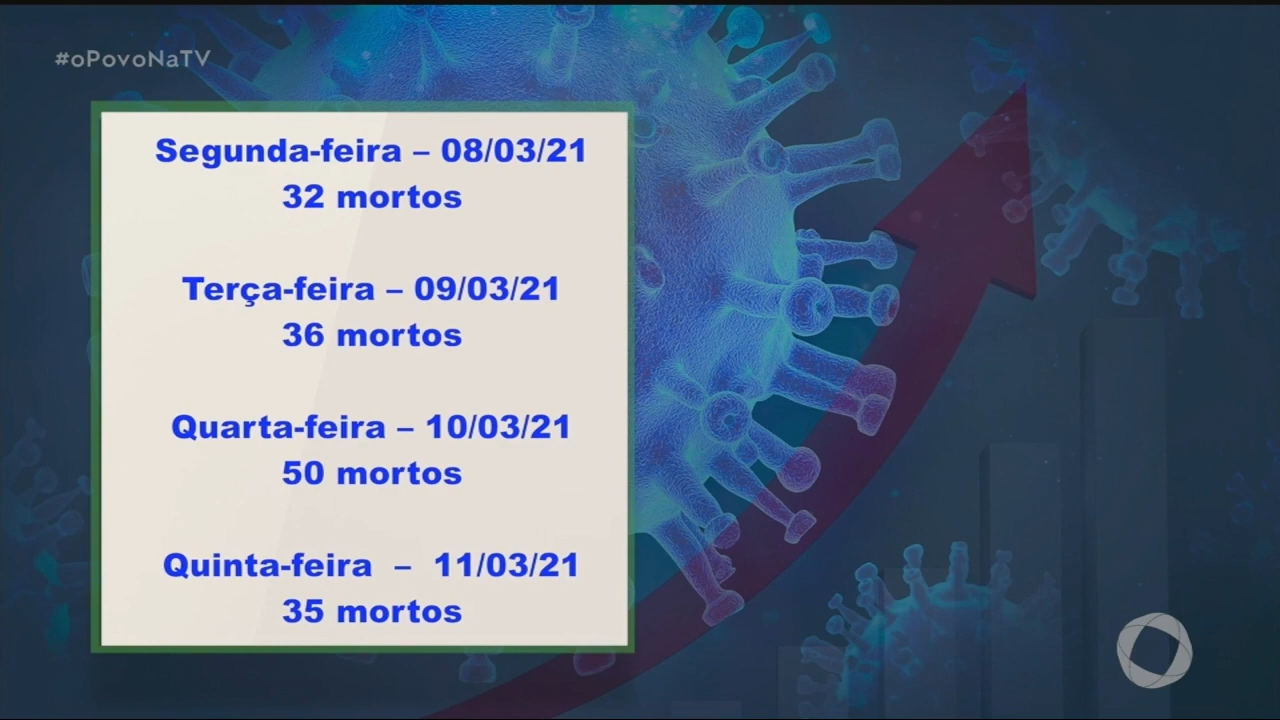 #oPovoNaTV
Segunda-feira – 08/03/21
32 mortos
Terça-feira – 09/03/21
36 mortos
Quarta-feira – 10/03/21
50 mortos
Quinta-feira – 11/03/21
35 mortos